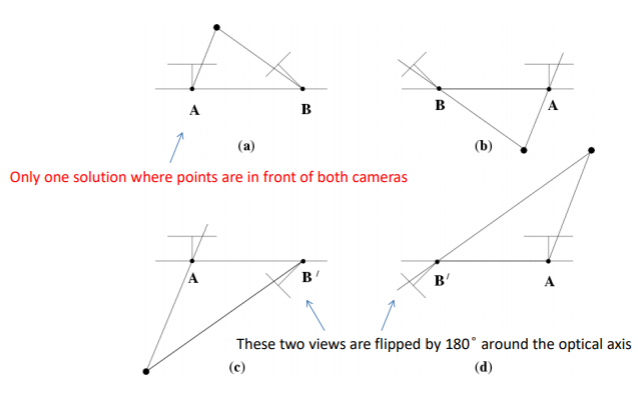 A
B
B
A
(a)
(b)
Only one solution where points are in front of both cameras
A
B′
B′
A
These two views are flipped by 180° around the optical axis
(c)
(d)